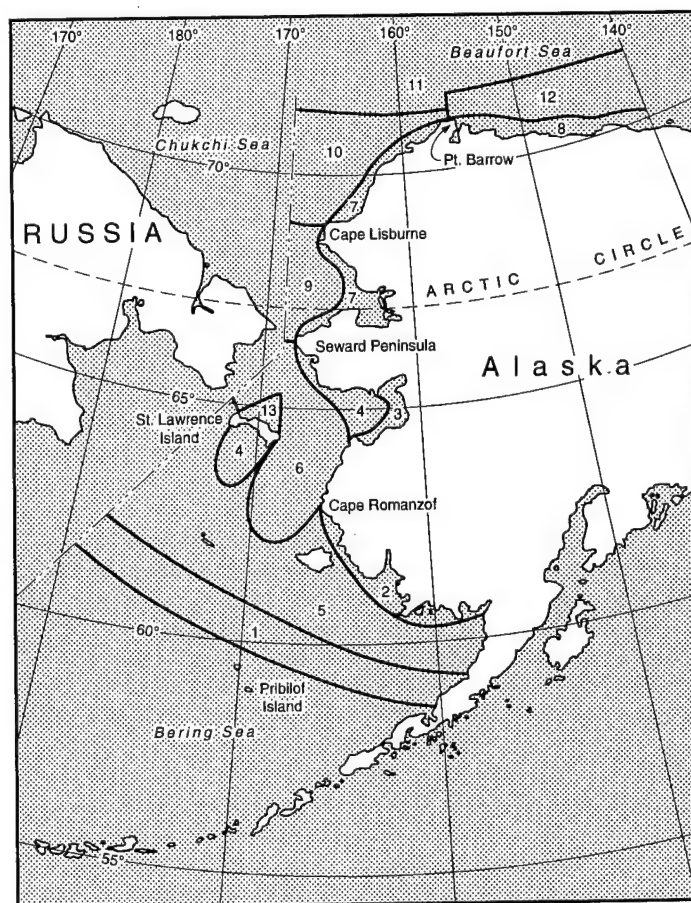 170°
180°
170°
160°
150°
140°
Beaufort Sea
11
12
8
Chukchi Sea
70°
10
Pt. Barrow
7
RUSSIA
Cape Lisburne
9
7
ARCTIC CIRCLE
Seward Peninsula
Alaska
65°
St. Lawrence
Island
13
4
3
4
6
Cape Romanzof
2
5
60°
1
Pribilof
Island
Bering Sea
55°